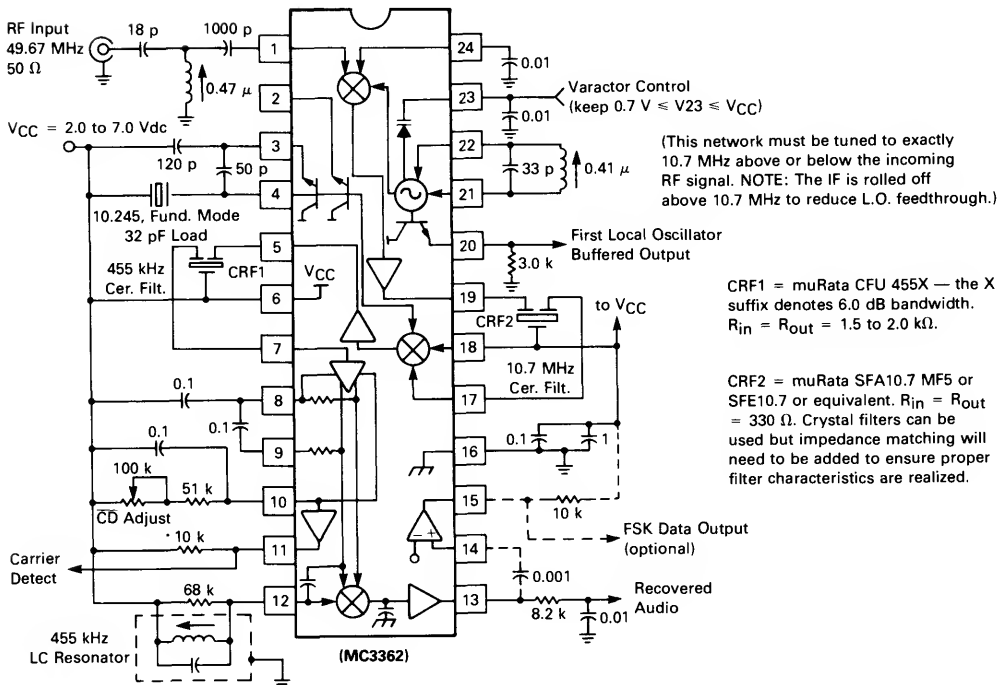 RF Input
49.67 MHz
50 Ω
18 p
1000 p
0.47 μ
VCC = 2.0 to 7.0 Vdc
120 p
50 p
10.245, Fund. Mode
32 pF Load
455 kHz
Cer. Filt.
CRF1
VCC
0.1
0.1
0.1
100 k
51 k
CD Adjust
10 k
Carrier
Detect
68 k
455 kHz
LC Resonator
1
2
3
4
5
6
7
8
9
10
11
12
24
23
22
21
20
19
18
17
16
15
14
13
(MC3362)
0.01
Varactor Control
(keep 0.7 V ≤ V23 ≤ VCC)
0.01
33 p
0.41 μ
(This network must be tuned to exactly
10.7 MHz above or below the incoming
RF signal. NOTE: The IF is rolled off
above 10.7 MHz to reduce L.O. feedthrough.)
First Local Oscillator
Buffered Output
3.0 k
CRF2
to VCC
10.7 MHz
Cer. Filt.
0.1
1
10 k
FSK Data Output
(optional)
0.001
8.2 k
Recovered
Audio
0.01
- +
CRF1 = muRata CFU 455X — the X
suffix denotes 6.0 dB bandwidth.
Rin = Rout = 1.5 to 2.0 kΩ.
CRF2 = muRata SFA10.7 MF5 or
SFE10.7 or equivalent. Rin = Rout
= 330 Ω. Crystal filters can be
used but impedance matching will
need to be added to ensure proper
filter characteristics are realized.